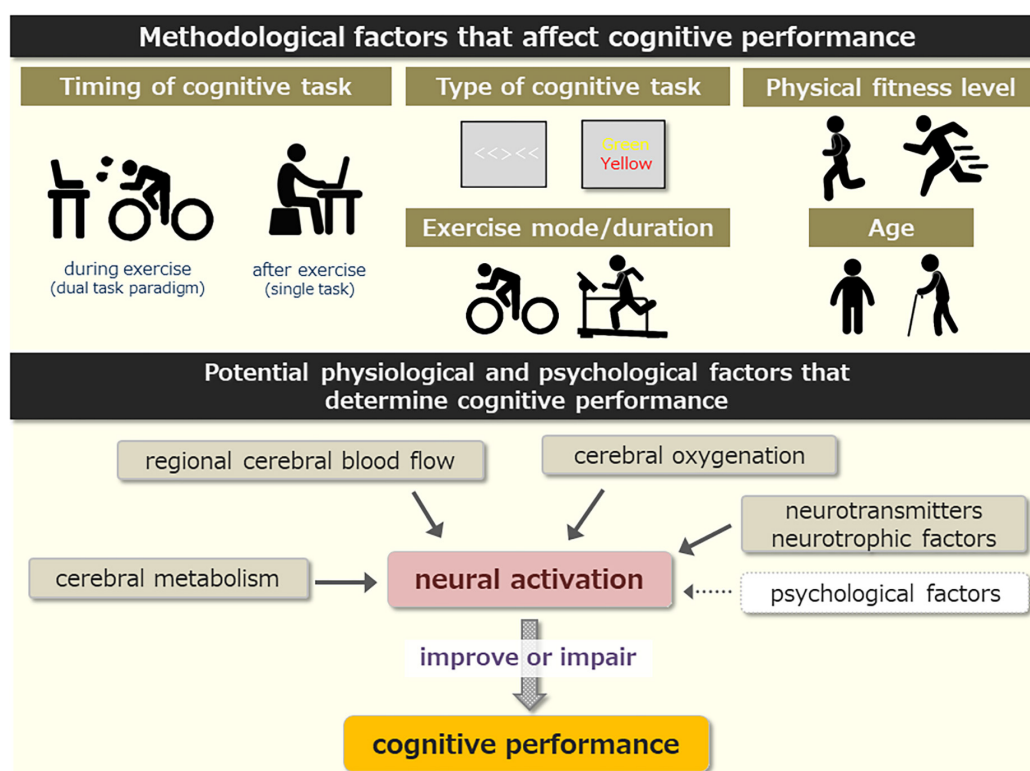 Methodological factors that affect cognitive performance
Timing of cognitive task
during exercise
(dual task paradigm)
after exercise
(single task)
Type of cognitive task
<<><<
Green
Yellow
Exercise mode/duration
Physical fitness level
Age
Potential physiological and psychological factors that
determine cognitive performance
regional cerebral blood flow
cerebral oxygenation
neurotransmitters
neurotrophic factors
cerebral metabolism
neural activation
psychological factors
improve or impair
cognitive performance